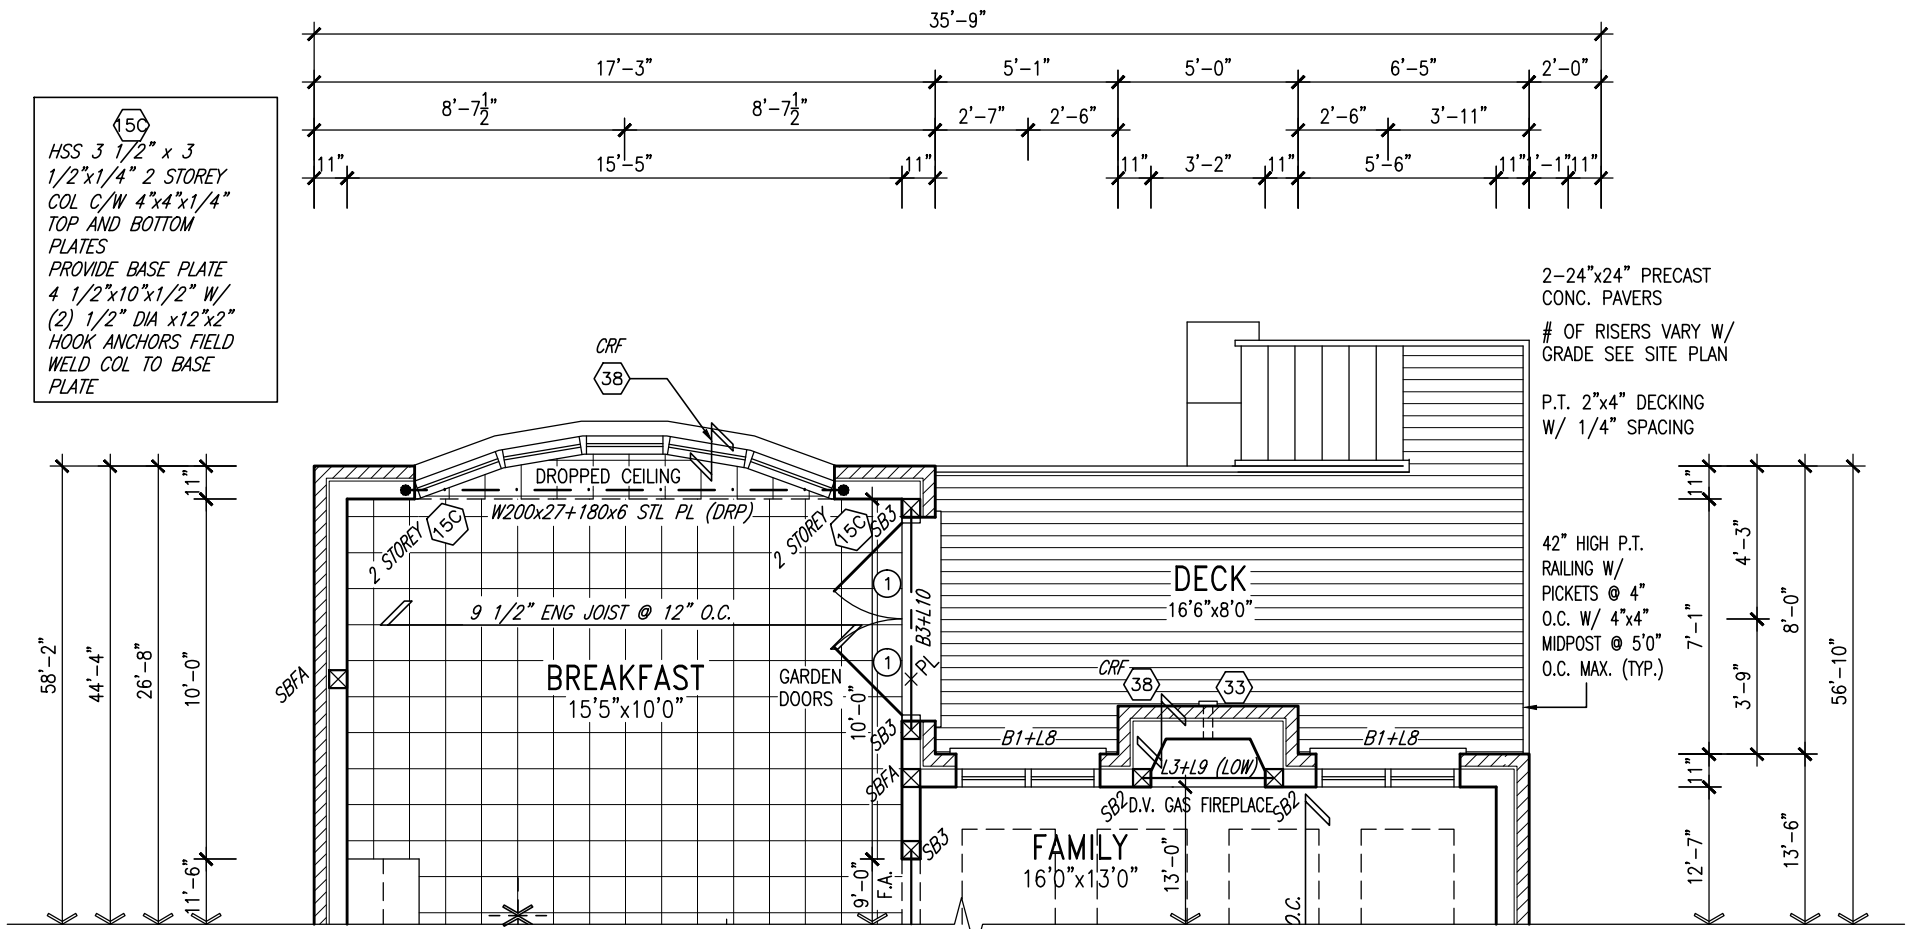 35'-9"
17'-3" 5'-1" 5'-0" 6'-5" 2'-0"
8'-7 1/2" 8'-7 1/2" 2'-7" 2'-6" 2'-6" 3'-11"
11" 15'-5" 11" 11" 3'-2" 11" 5'-6" 11" 1'-1" 11"
15C
HSS 3 1/2" x 3
1/2"x1/4" 2 STOREY
COL C/W 4"x4"x1/4"
TOP AND BOTTOM
PLATES
PROVIDE BASE PLATE
4 1/2"x10"x1/2" W/
(2) 1/2" DIA x12"x2"
HOOK ANCHORS FIELD
WELD COL TO BASE
PLATE
2-24"x24" PRECAST
CONC. PAVERS
# OF RISERS VARY W/
GRADE SEE SITE PLAN
P.T. 2"x4" DECKING
W/ 1/4" SPACING
42" HIGH P.T.
RAILING W/
PICKETS @ 4"
O.C. W/ 4"x4"
MIDPOST @ 5'0"
O.C. MAX. (TYP.)
CRF
38
DROPPED CEILING
W200x27+180x6 STL PL (DRP)
2 STOREY
15C
2 STOREY
15C
SB3
9 1/2" ENG JOIST @ 12" O.C.
1
1
B3+L10
PL
BREAKFAST
15'5"x10'0"
GARDEN
DOORS
10'-0"
SBFA
SB3
SBFA
SB3
9'-0"
F.A.
DECK
16'6"x8'0"
CRF
38
33
B1+L8
B1+L8
L3+L9 (LOW)
SB2
D.V. GAS FIREPLACE
SB2
FAMILY
16'0"x13'0"
13'-0"
O.C.
58'-2"
44'-4"
26'-8"
11"
10'-0"
11'-6"
11"
7'-1"
11"
12'-7"
4'-3"
3'-9"
8'-0"
13'-6"
56'-10"